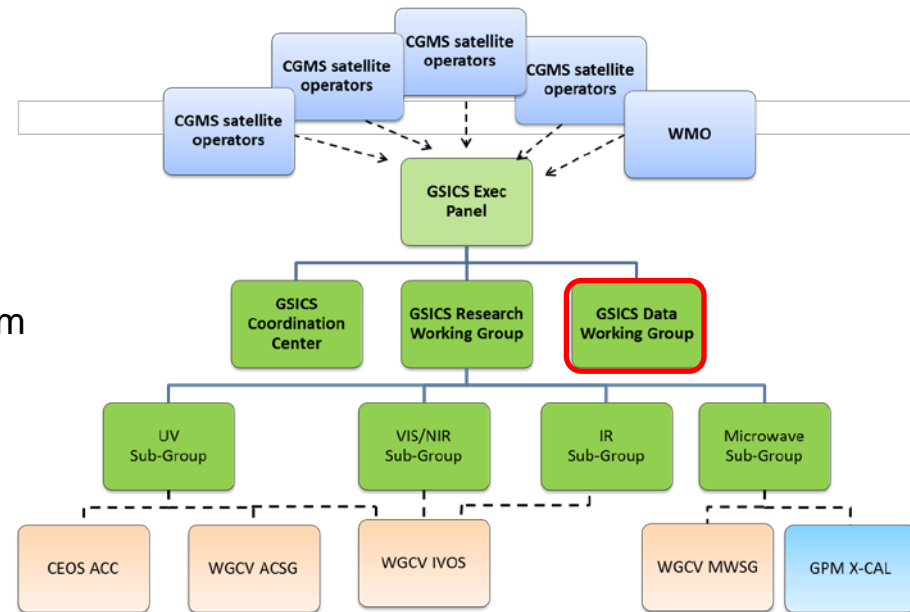 CGMS satellite
operators
CGMS satellite
operators
CGMS satellite
operators
CGMS satellite
operators
WMO
GSICS Exec
Panel
GSICS
Coordination
Center
GSICS Research
Working Group
GSICS Data
Working Group
m
UV
Sub-Group
VIS/NIR
Sub-Group
IR
Sub-Group
Microwave
Sub-Group
CEOS ACC
WGCV ACSG
WGCV IVOS
WGCV MWSG
GPM X-CAL